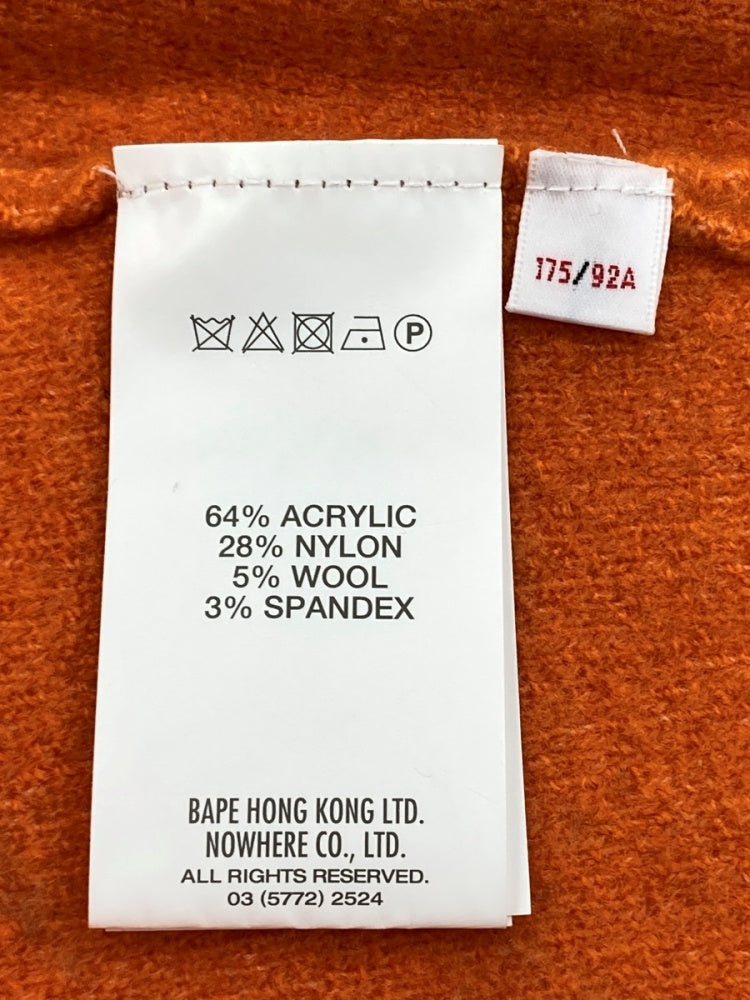 175/92A
P
64% ACRYLIC
28% NYLON
5% WOOL
3% SPANDEX
BAPE HONG KONG LTD.
NOWHERE CO., LTD.
ALL RIGHTS RESERVED.
03 (5772) 2524